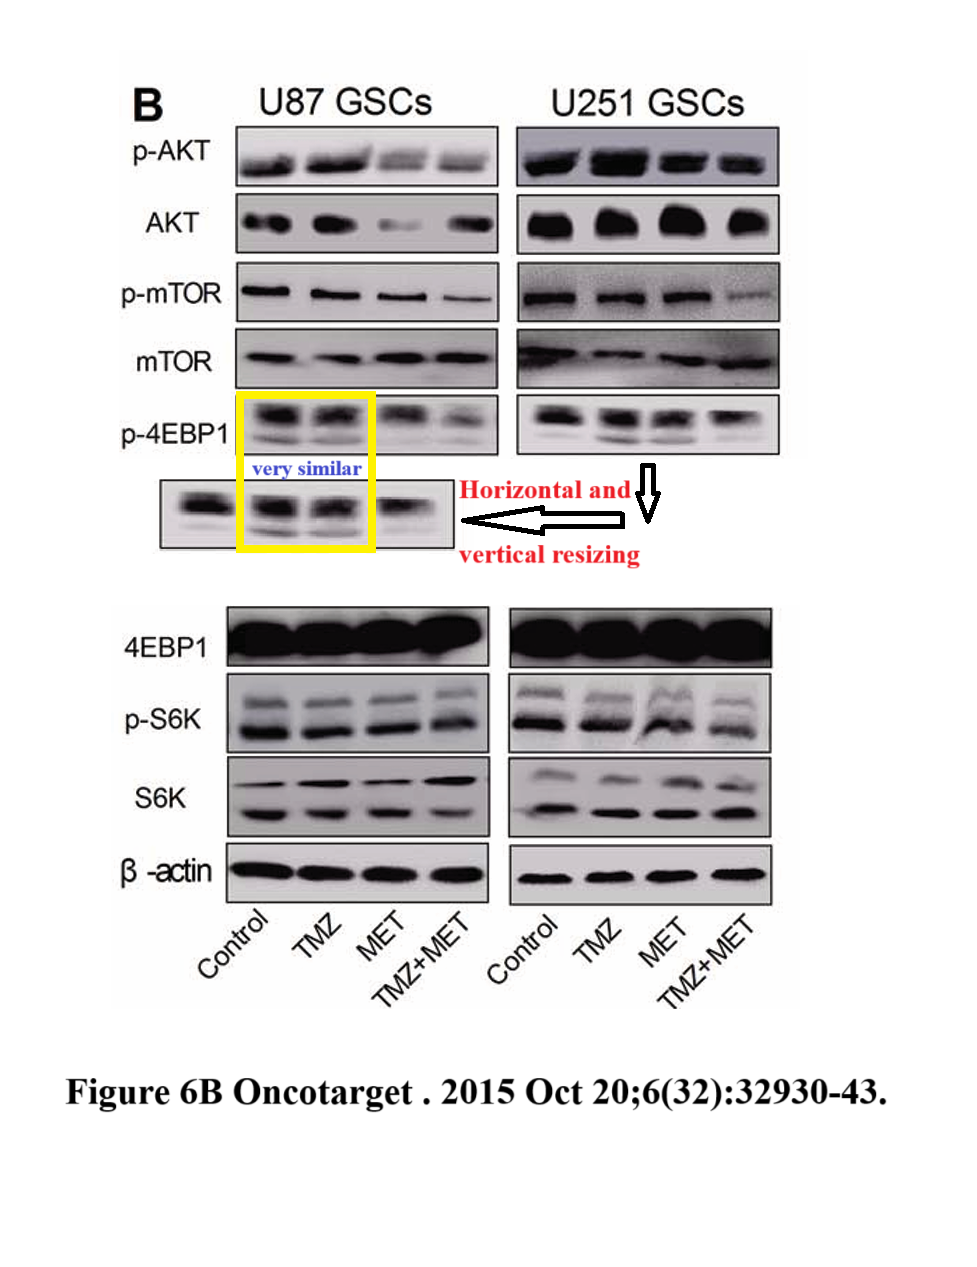 B U87 GSCs U251 GSCs
p-AKT
AKT
p-mTOR
mTOR
p-4EBP1
very similar
Horizontal and
vertical resizing
4EBP1
p-S6K
S6K
β -actin
Control TMZ MET TMZ+MET Control TMZ MET TMZ+MET
Figure 6B Oncotarget . 2015 Oct 20;6(32):32930-43.